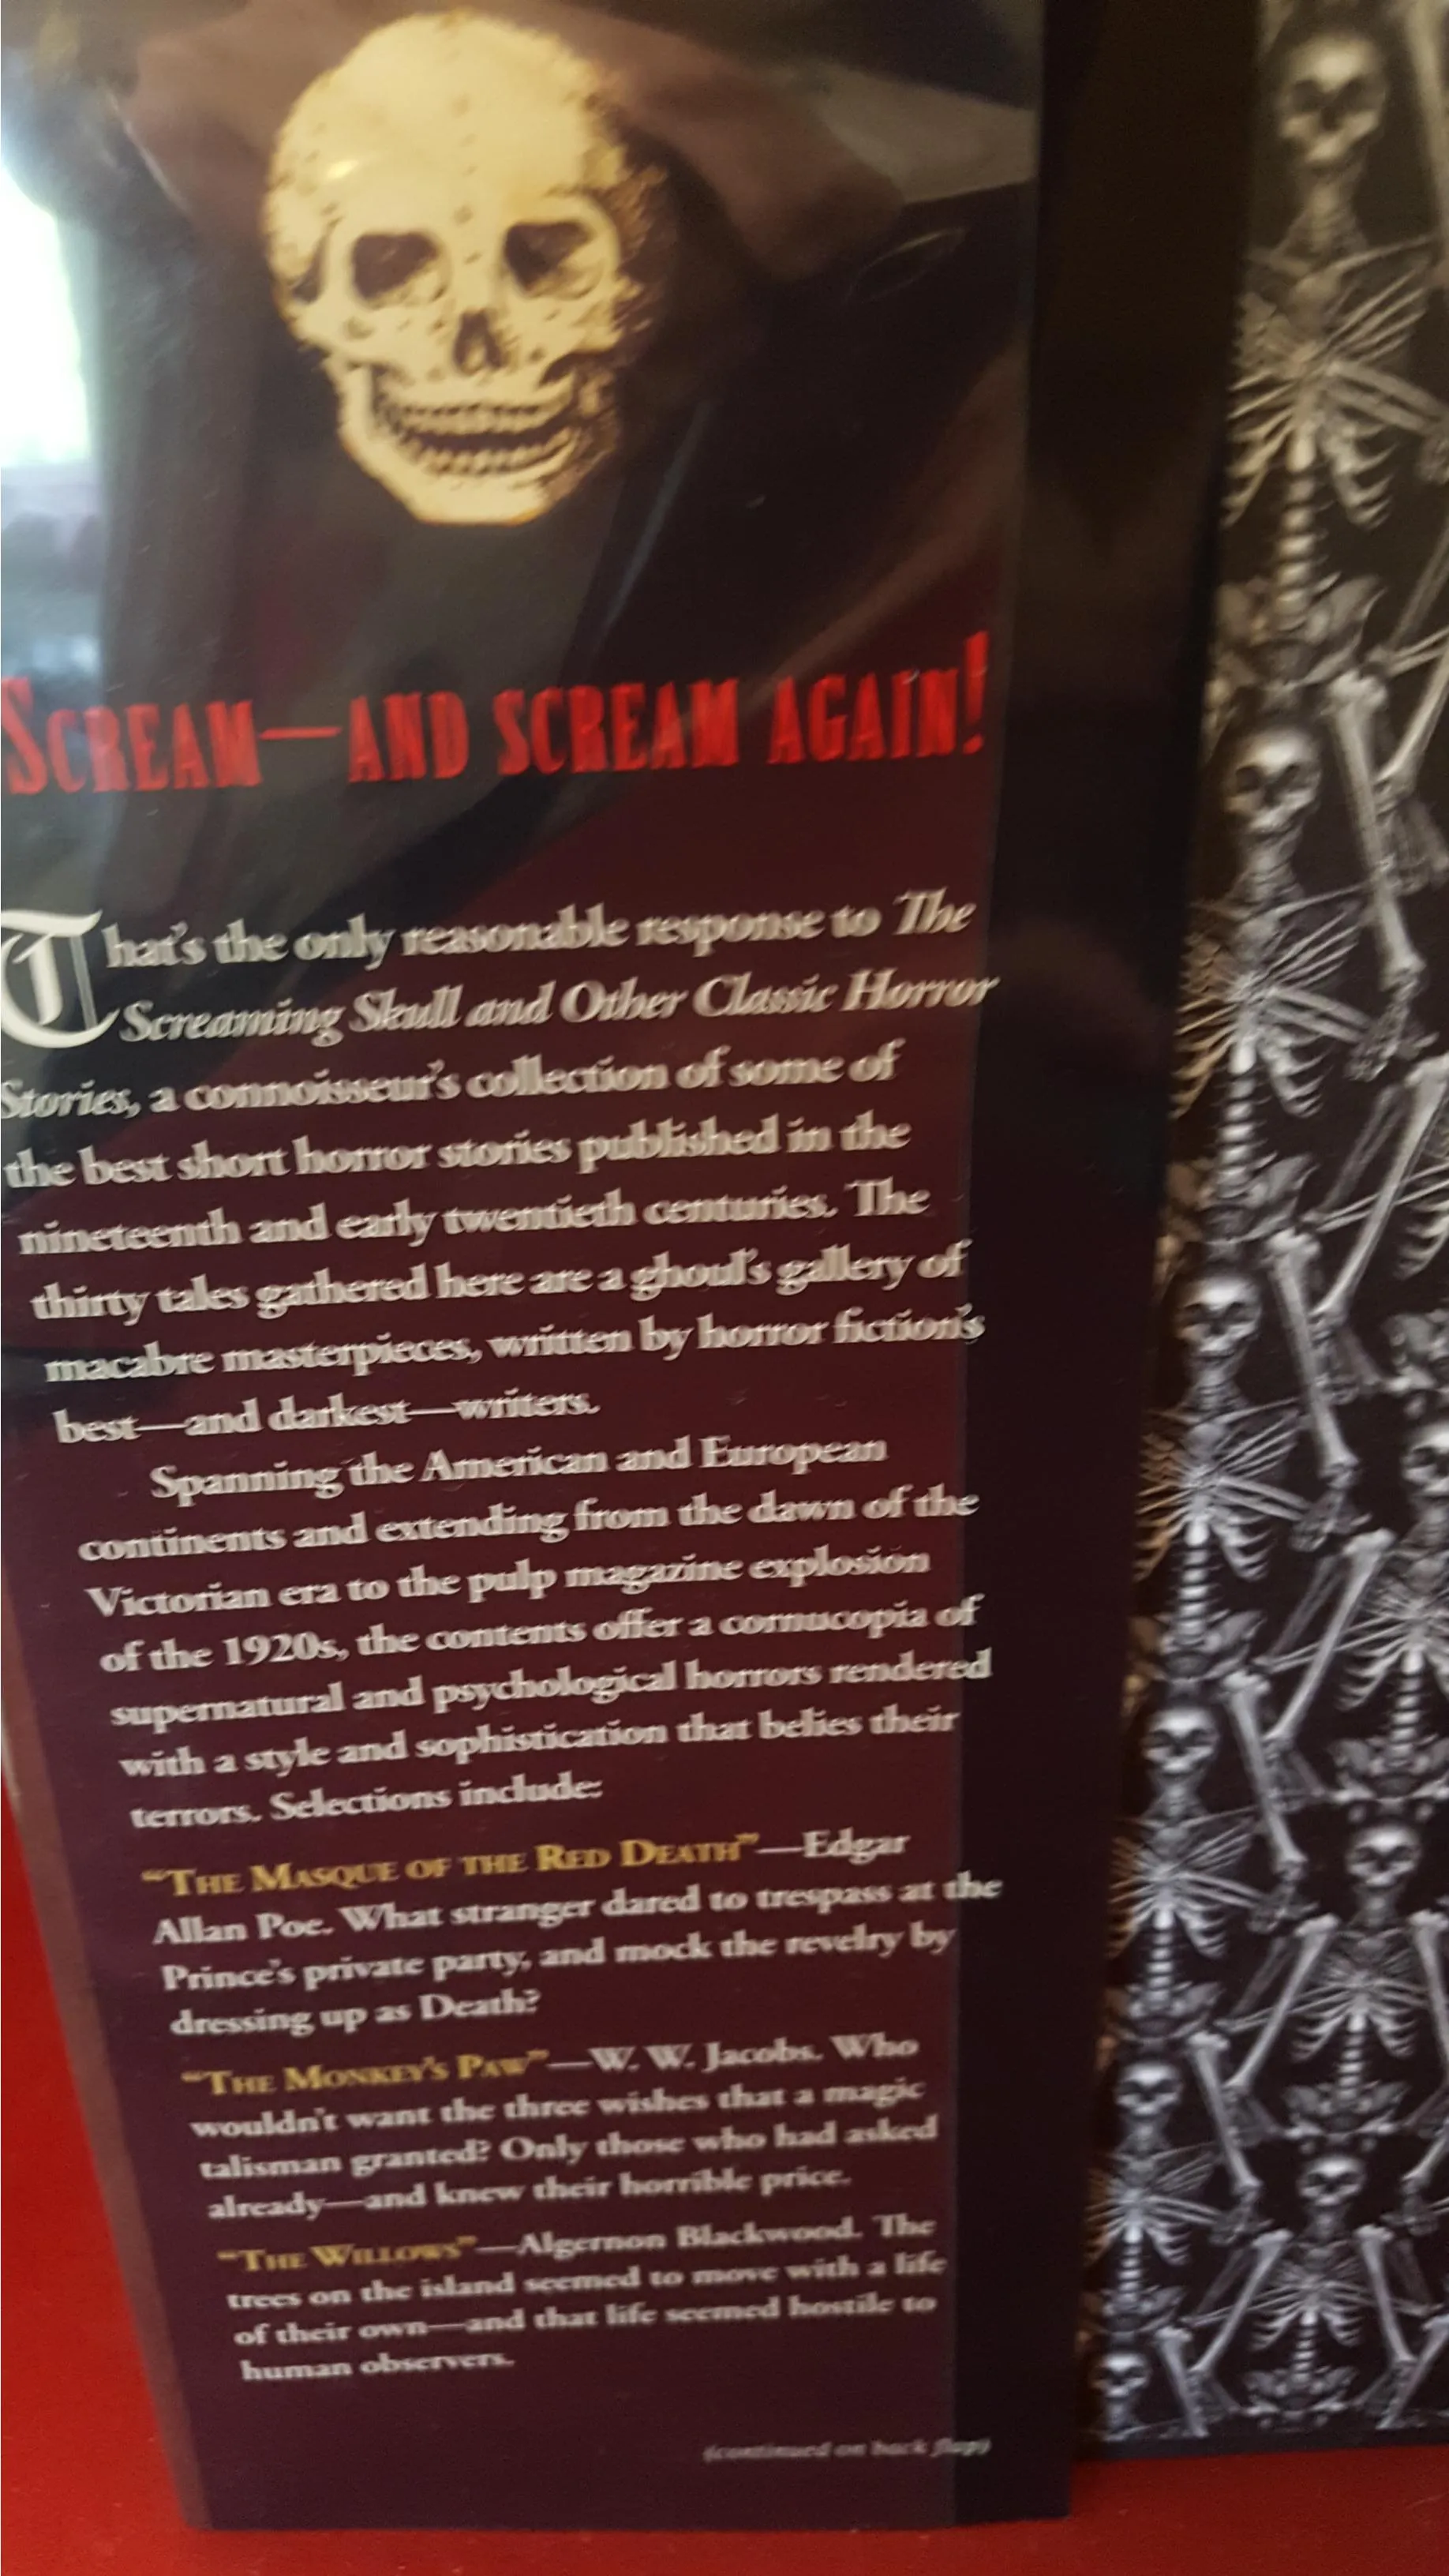 SCREAM—AND SCREAM AGAIN!
That's the only reasonable response to The
Screaming Skull and Other Classic Horror
Stories, a connoisseur's collection of some of
the best short horror stories published in the
nineteenth and early twentieth centuries. The
thirty tales gathered here are a ghoul's gallery of
macabre masterpieces, written by horror fiction's
best—and darkest—writers.
Spanning the American and European
continents and extending from the dawn of the
Victorian era to the pulp magazine explosion
of the 1920s, the contents offer a cornucopia of
supernatural and psychological horrors rendered
with a style and sophistication that belies their
terrors. Selections include:
“THE MASQUE OF THE RED DEATH”—Edgar
Allan Poe. What stranger dared to trespass at the
Prince's private party, and mock the revelry by
dressing up as Death?
“THE MONKEY'S PAW”—W. W. Jacobs. Who
wouldn't want the three wishes that a magic
talisman granted? Only those who had asked
already—and knew their horrible price.
“THE WILLOWS”—Algernon Blackwood. The
trees on the island seemed to move with a life
of their own—and that life seemed hostile to
human observers.
(continued on back flap)